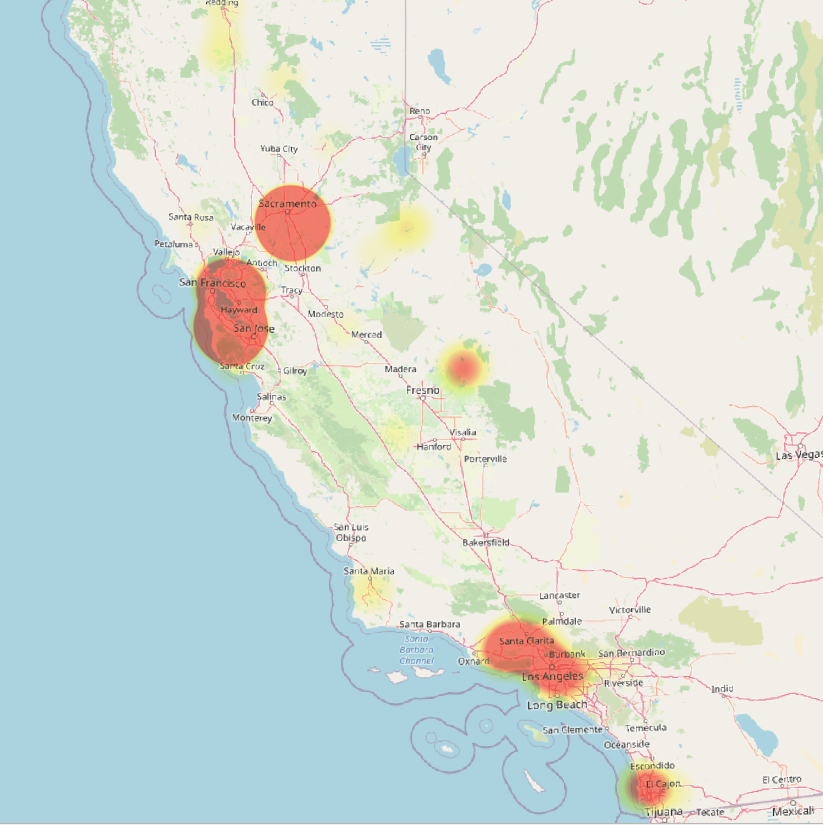 Redding
Chico
Reno
Carson
City
Yuba City
Sacramento
Santa Rosa
Vacaville
Petaluma
Vallejo
Antioch
Stockton
San Francisco
Tracy
Hayward
Modesto
San Jose
Merced
Santa Cruz
Gilroy
Madera
Fresno
Salinas
Monterey
Visalia
Hanford
Porterville
Las Vegas
San Luis
Obispo
Bakersfield
Santa Maria
Lancaster
Victorville
Santa Barbara
Palmdale
Santa
Barbara
Channel
Santa Clarita
Burbank
San Bernardino
Oxnard
Los Angeles
Riverside
Indio
Long Beach
San Clemente
Temecula
Oceanside
Escondido
El Cajon
El Centro
Tijuana
Tecate
Mexicali